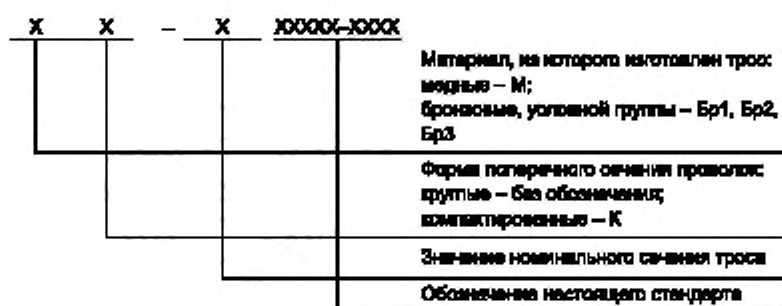 Х Х – Х ХХХХХ–ХХХХ
Материал, из которого изготовлен трос:
медные – М;
бронзовые, условной группы – Бр1, Бр2,
Бр3
Форма поперечного сечения проволок:
круглые – без обозначения;
компактированные – К
Значение номинального сечения троса
Обозначение настоящего стандарта